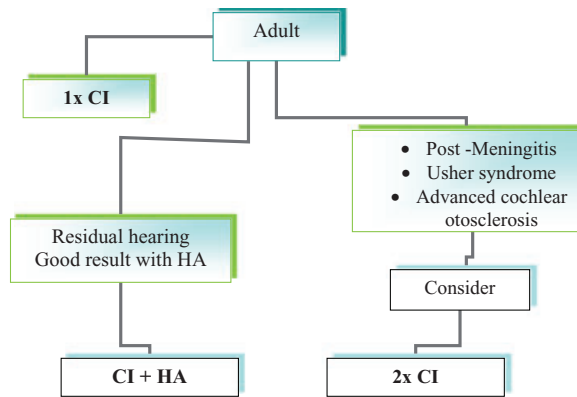 Adult
1x CI
• Post -Meningitis
• Usher syndrome
• Advanced cochlear
otosclerosis
Residual hearing
Good result with HA
Consider
CI + HA
2x CI